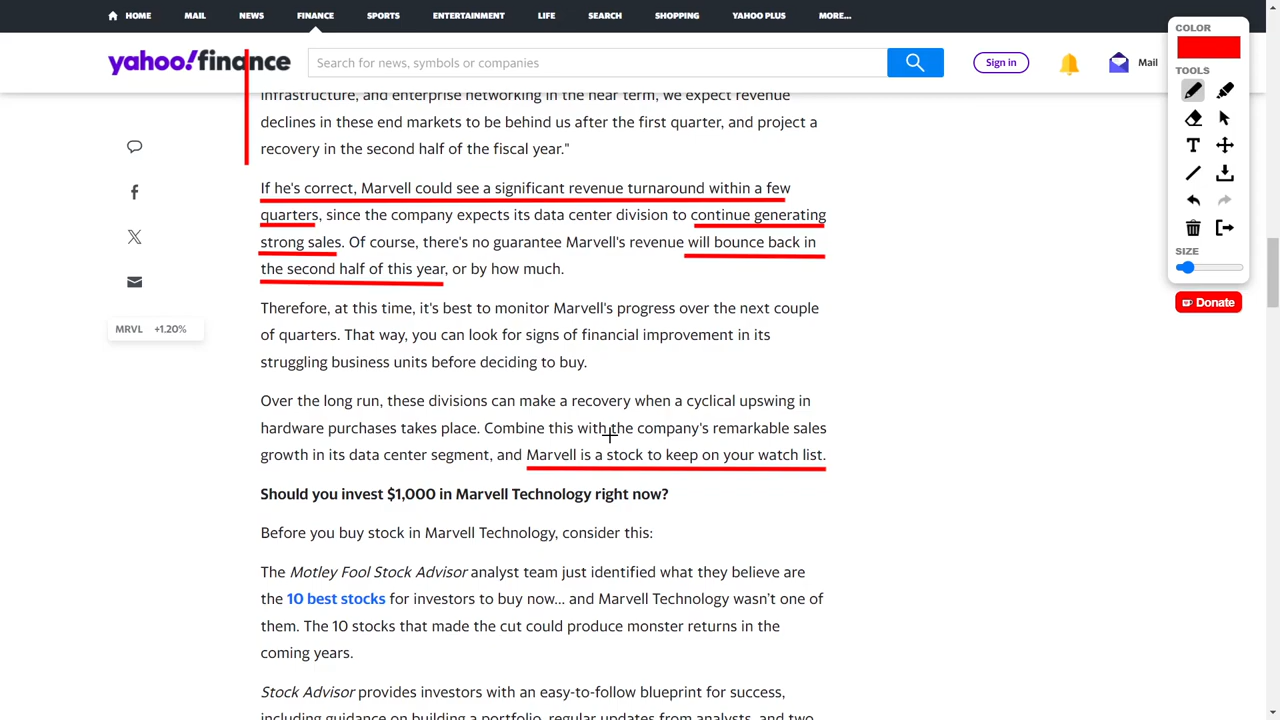 HOME MAIL NEWS FINANCE SPORTS ENTERTAINMENT LIFE SEARCH SHOPPING YAHOO PLUS MORE...
yahoo!finance Search for news, symbols or companies Sign in Mail
infrastructure, and enterprise networking in the near term, we expect revenue
declines in these end markets to be behind us after the first quarter, and project a
recovery in the second half of the fiscal year."
If he's correct, Marvell could see a significant revenue turnaround within a few
quarters, since the company expects its data center division to continue generating
strong sales. Of course, there's no guarantee Marvell's revenue will bounce back in
the second half of this year, or by how much.
Therefore, at this time, it's best to monitor Marvell's progress over the next couple
of quarters. That way, you can look for signs of financial improvement in its
struggling business units before deciding to buy.
MRVL +1.20%
Over the long run, these divisions can make a recovery when a cyclical upswing in
hardware purchases takes place. Combine this with the company's remarkable sales
growth in its data center segment, and Marvell is a stock to keep on your watch list.
Should you invest $1,000 in Marvell Technology right now?
Before you buy stock in Marvell Technology, consider this:
The Motley Fool Stock Advisor analyst team just identified what they believe are
the 10 best stocks for investors to buy now... and Marvell Technology wasn't one of
them. The 10 stocks that made the cut could produce monster returns in the
coming years.
Stock Advisor provides investors with an easy-to-follow blueprint for success,
including guidance on building a portfolio, regular updates from analysts, and two
COLOR
TOOLS
T
SIZE
Donate